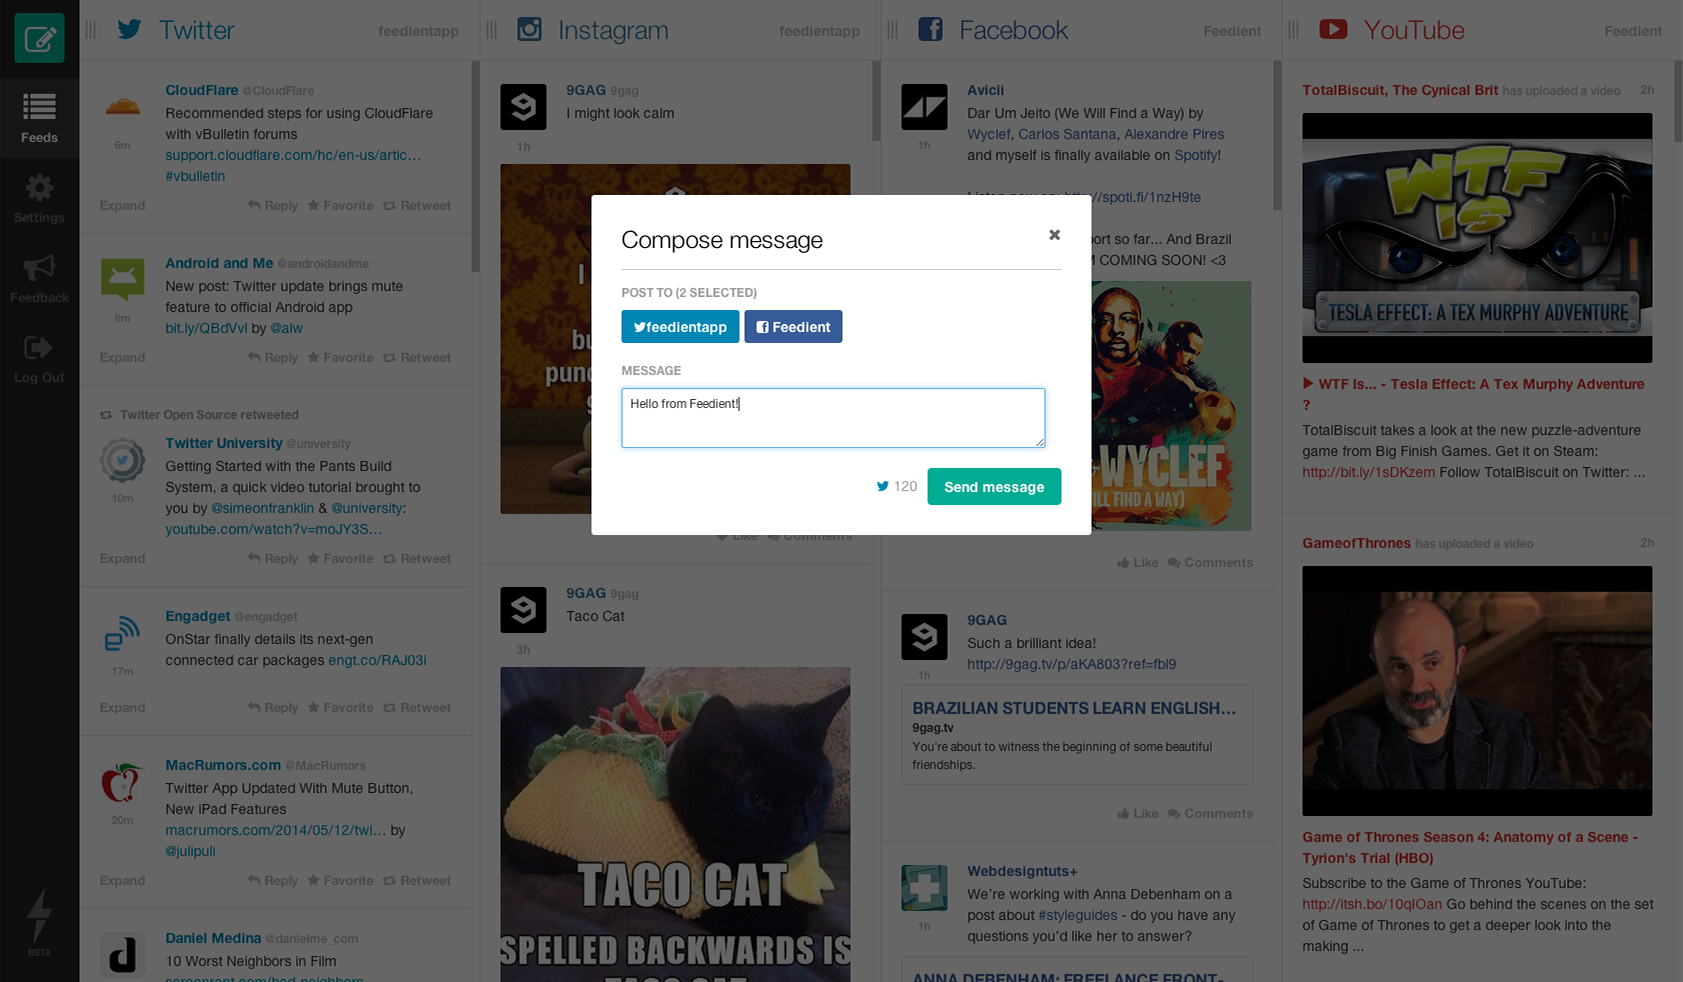 Feeds
Settings
Feedback
Log Out
BETA
Twitter
feedientapp
CloudFlare @CloudFlare
6m
Recommended steps for using CloudFlare
with vBulletin forums
support.cloudflare.com/hc/en-us/artic...
#vbulletin
Expand Reply Favorite Retweet
Android and Me @androidandme
8m
New post: Twitter update brings mute
feature to official Android app
bit.ly/QBdVvl by @alw
Expand Reply Favorite Retweet
Twitter Open Source retweeted
Twitter University @university
10m
Getting Started with the Pants Build
System, a quick video tutorial brought to
you by @simeonfranklin & @university:
youtube.com/watch?v=moJY3S...
Expand Reply Favorite Retweet
Engadget @engadget
17m
OnStar finally details its next-gen
connected car packages engt.co/RAJ03i
Expand Reply Favorite Retweet
MacRumors.com @MacRumors
20m
Twitter App Updated With Mute Button,
New iPad Features
macrumors.com/2014/05/12/twi... by
@julipuli
Expand Reply Favorite Retweet
Daniel Medina @danielme_com
10 Worst Neighbors in Film
screenrant.com/bad-neighbors
Instagram
feedientapp
9GAG 9gag
1h
I might look calm
Like Comments
9GAG 9gag
3h
Taco Cat
TACO CAT
SPELLED BACKWARDS IS
TACO CAT
Facebook
Feedient
Avicii
1h
Dar Um Jeito (We Will Find a Way) by
Wyclef, Carlos Santana, Alexandre Pires
and myself is finally available on Spotify!
Listen now on: http://spoti.fi/1nzH9te
port so far... And Brazil
M COMING SOON! <3
WYCLEF
ILL FIND A WAY)
Like Comments
9GAG
1h
Such a brilliant idea!
http://9gag.tv/p/aKA803?ref=fbl9
BRAZILIAN STUDENTS LEARN ENGLISH...
9gag.tv
You're about to witness the beginning of some beautiful
friendships.
Like Comments
Webdesigntuts+
1h
We're working with Anna Debenham on a
post about #styleguides - do you have any
questions you'd like her to answer?
ANNA DEBENHAM: FREELANCE FRONT-
YouTube
Feedient
TotalBiscuit, The Cynical Brit has uploaded a video 2h
WTF
IS
TESLA EFFECT: A TEX MURPHY ADVENTURE
WTF Is... - Tesla Effect: A Tex Murphy Adventure
?
TotalBiscuit takes a look at the new puzzle-adventure
game from Big Finish Games. Get it on Steam:
http://bit.ly/1sDKzem Follow TotalBiscuit on Twitter: ...
GameofThrones has uploaded a video 2h
Game of Thrones Season 4: Anatomy of a Scene -
Tyrion's Trial (HBO)
Subscribe to the Game of Thrones YouTube:
http://itsh.bo/10qIOan Go behind the scenes on the set
of Game of Thrones to get a deeper look into the
making ...
Compose message
POST TO (2 SELECTED)
feedientapp Feedient
MESSAGE
Hello from Feedient!
120 Send message